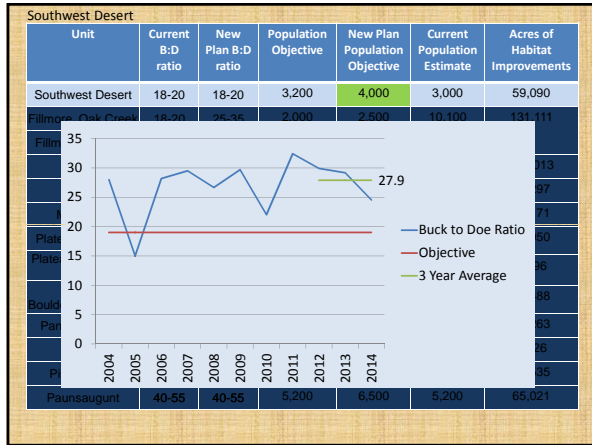 Southwest Desert
Unit Current B:D ratio New Plan B:D ratio Population Objective New Plan Population Objective Current Population Estimate Acres of Habitat Improvements
Southwest Desert 18-20 18-20 3,200 4,000 3,000 59,090
Fillmore, Oak Creek 18-20 25-35 2,000 2,500 10,100 131,111
35
30
25
20
15
10
5
0
27.9
2004 2005 2006 2007 2008 2009 2010 2011 2012 2013 2014
Buck to Doe Ratio
Objective
3 Year Average
Paunsaugunt 40-55 40-55 5,200 6,500 5,200 65,021